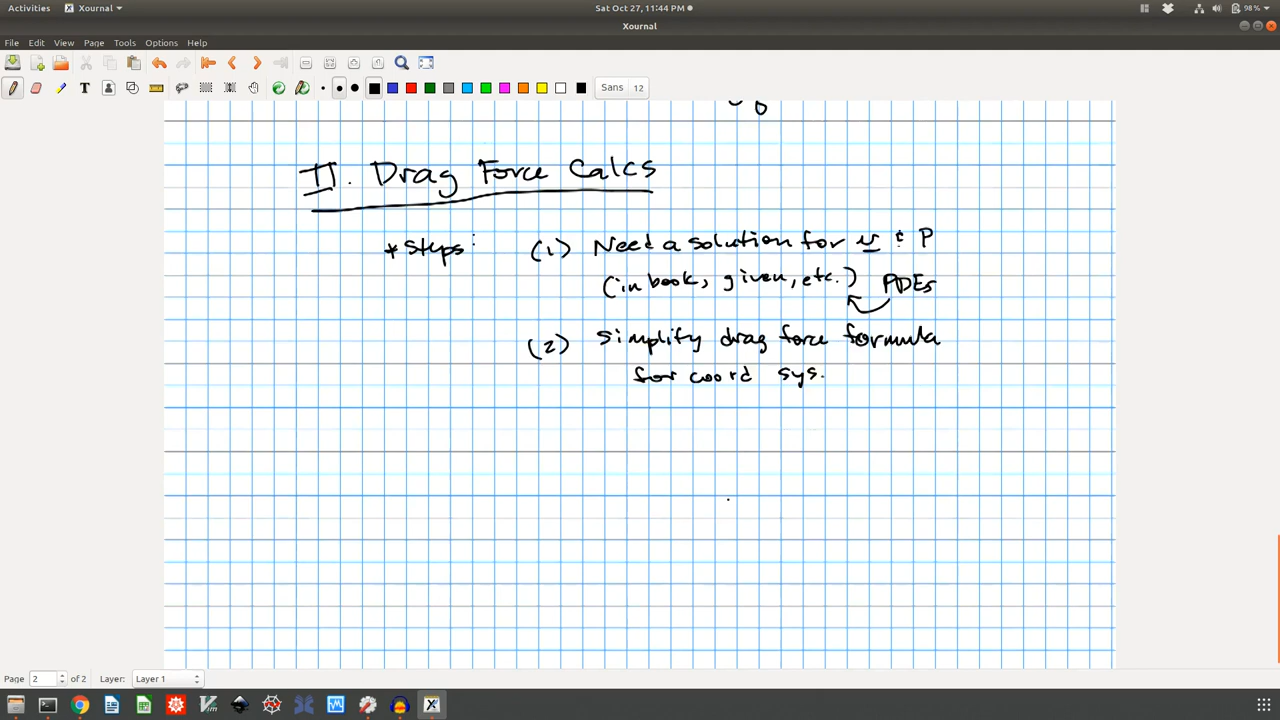 Activities
Xournal
Sat Oct 27, 11:44 PM
98%
Xournal
File Edit View Page Tools Options Help
Sans 12
II. Drag Force Calcs
* Steps: (1) Need a solution for v & P
(in book, given, etc.) PDEs
(2) Simplify drag force formula
for coord sys.
Page 2 of 2 Layer: Layer 1